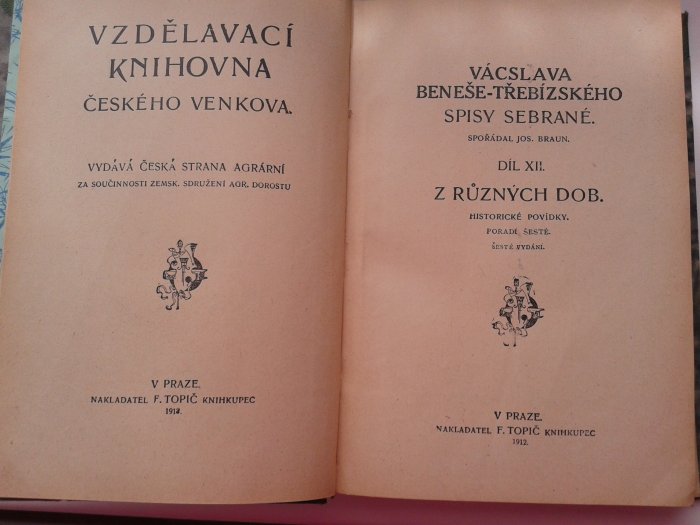 VZDĚLAVACÍ
KNIHOVNA
ČESKÉHO VENKOVA.
VYDÁVÁ ČESKÁ STRANA AGRÁRNÍ
ZA SOUČINNOSTI ZEMSK. SDRUŽENÍ AGR. DOROSTU
V PRAZE.
NAKLADATEL F. TOPIČ KNIHKUPEC
VÁCSLAVA
BENEŠE-TŘEBÍZSKÉHO
SPISY SEBRANÉ.
SPOŘÁDAL JOS. BRAUN.
DÍL XII.
Z RŮZNÝCH DOB.
HISTORICKÉ POVÍDKY.
PORADÍ ŠESTÉ.
ŠESTÉ VYDÁNÍ.
V PRAZE.
NAKLADATEL F. TOPIČ KNIHKUPEC
1912.